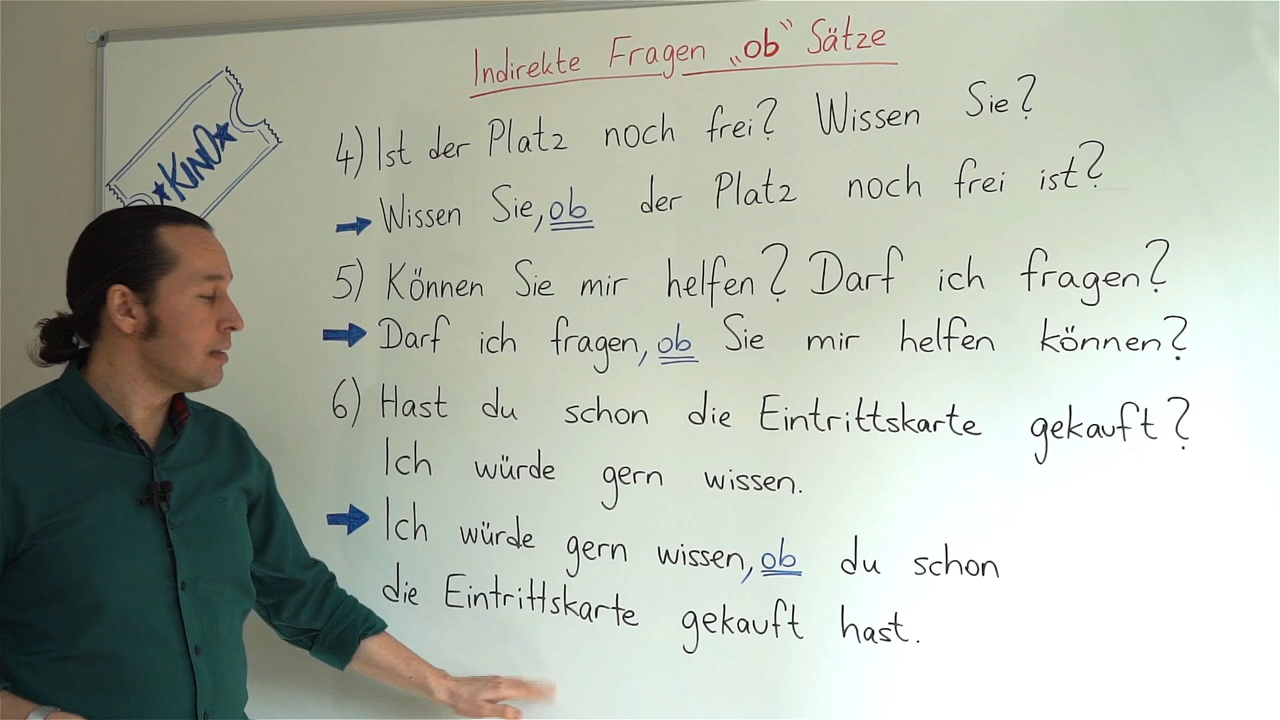 Indirekte Fragen „ob“ Sätze
★KINO★
4) Ist der Platz noch frei? Wissen Sie?
➡ Wissen Sie, ob der Platz noch frei ist?
5) Können Sie mir helfen? Darf ich fragen?
➡ Darf ich fragen, ob Sie mir helfen können?
6) Hast du schon die Eintrittskarte gekauft?
Ich würde gern wissen.
➡ Ich würde gern wissen, ob du schon
die Eintrittskarte gekauft hast.